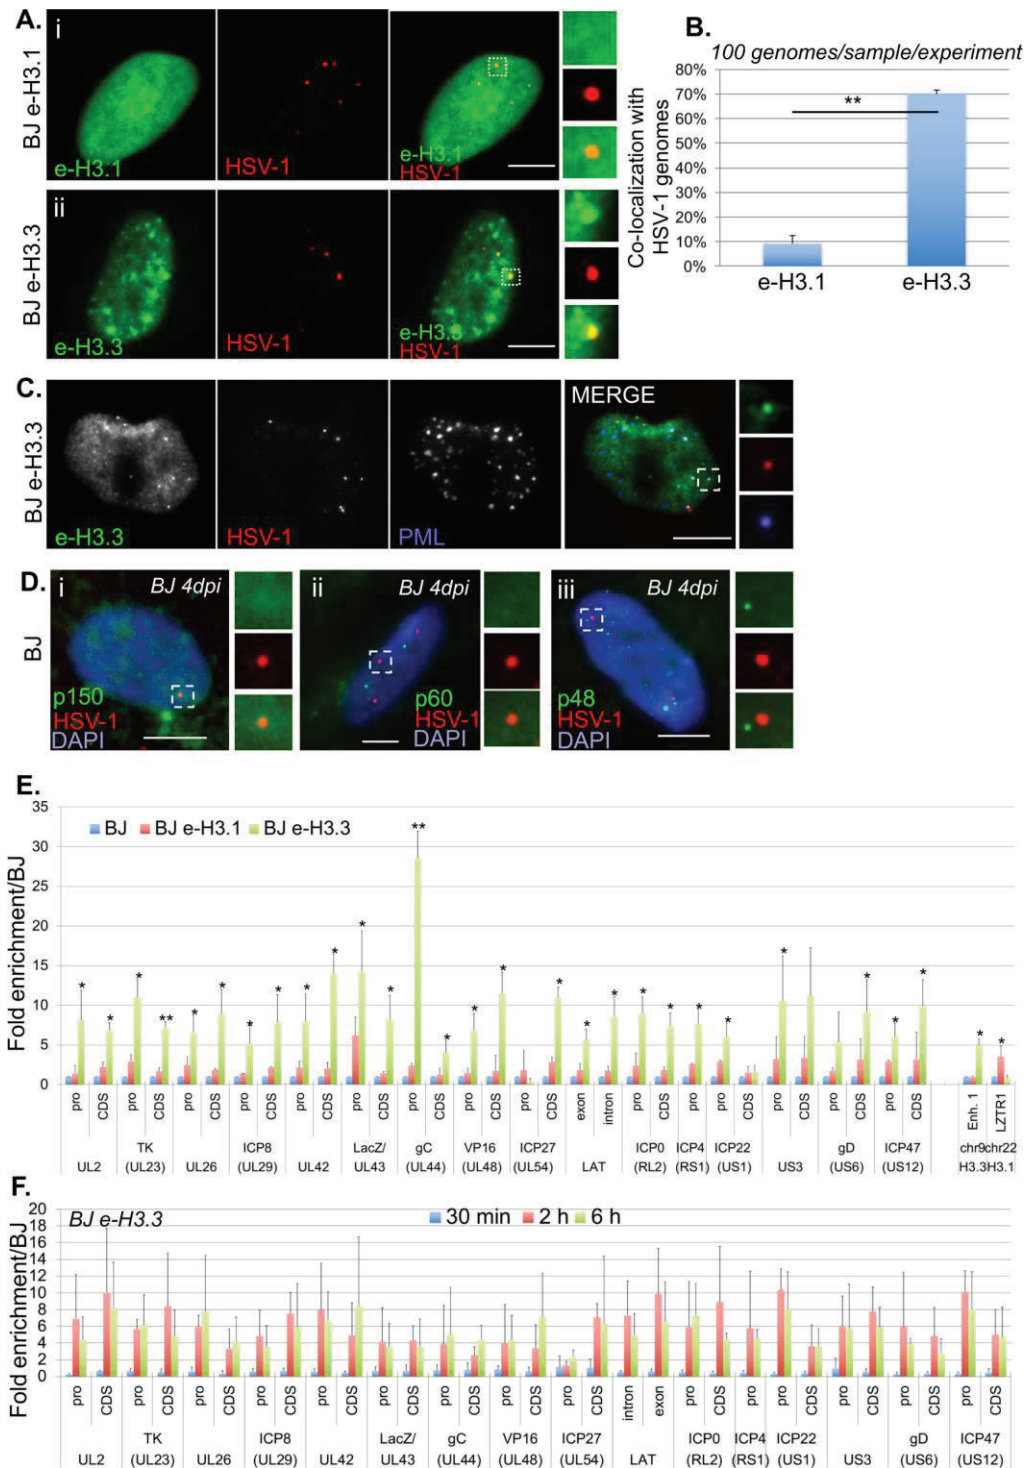 A.
i
BJ e-H3.1
e-H3.1
HSV-1
e-H3.1
HSV-1
ii
BJ e-H3.3
e-H3.3
HSV-1
e-H3.3
HSV-1
B.
100 genomes/sample/experiment
Co-localization with
HSV-1 genomes
80%
70%
60%
50%
40%
30%
20%
10%
0%
**
e-H3.1
e-H3.3
C.
BJ e-H3.3
e-H3.3
HSV-1
PML
MERGE
D.
BJ
i
BJ 4dpi
p150
HSV-1
DAPI
ii
BJ 4dpi
p60
HSV-1
DAPI
iii
BJ 4dpi
p48
HSV-1
DAPI
E.
Fold enrichment/BJ
35
30
25
20
15
10
5
0
BJ BJ e-H3.1 BJ e-H3.3
* * * ** * * * * * * * * ** * * * * * * * * * * * * * * * *
pro CDS pro CDS pro CDS pro CDS pro CDS pro CDS pro CDS pro CDS pro CDS exon intron pro CDS pro pro CDS pro CDS pro CDS pro CDS Enh. 1 LZTR1
TK ICP8 LacZ/ gC VP16 ICP27 ICP0 ICP4 ICP22 gD ICP47 chr9 chr22
UL2 (UL23) UL26 (UL29) UL42 UL43 (UL44) (UL48) (UL54) LAT (RL2) (RS1) (US1) US3 (US6) (US12) H3.3 H3.1
F.
Fold enrichment/BJ
20
18
16
14
12
10
8
6
4
2
0
BJ e-H3.3
30 min 2 h 6 h
pro CDS pro CDS pro CDS pro CDS pro CDS pro CDS pro CDS pro CDS pro CDS intron exon pro CDS pro pro CDS pro CDS pro CDS pro CDS
TK ICP8 LacZ/ gC VP16 ICP27 ICP0 ICP4 ICP22 gD ICP47
UL2 (UL23) UL26 (UL29) UL42 UL43 (UL44) (UL48) (UL54) LAT (RL2) (RS1) (US1) US3 (US6) (US12)